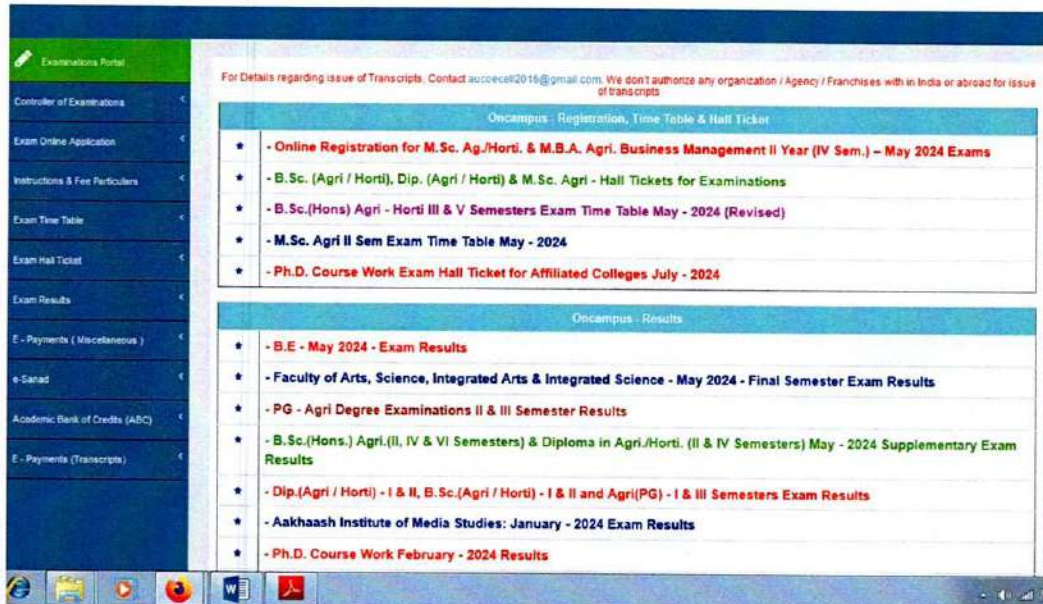 Examinations Portal
Controller of Examinations
Exam Online Application
Instructions & Fee Particulars
Exam Time Table
Exam Hall Ticket
Exam Results
E - Payments ( Miscellaneous )
e-Sanad
Academic Bank of Credits (ABC)
E - Payments (Transcripts)
For Details regarding issue of Transcripts, Contact aucoecell2016@gmail.com. We don't authorize any organization / Agency / Franchises with in India or abroad for issue
of transcripts
Oncampus - Registration, Time Table & Hall Ticket
- Online Registration for M.Sc. Ag./Horti. & M.B.A. Agri. Business Management II Year (IV Sem.) – May 2024 Exams
- B.Sc. (Agri / Horti), Dip. (Agri / Horti) & M.Sc. Agri - Hall Tickets for Examinations
- B.Sc.(Hons) Agri - Horti III & V Semesters Exam Time Table May - 2024 (Revised)
- M.Sc. Agri II Sem Exam Time Table May - 2024
- Ph.D. Course Work Exam Hall Ticket for Affiliated Colleges July - 2024
Oncampus - Results
- B.E - May 2024 - Exam Results
- Faculty of Arts, Science, Integrated Arts & Integrated Science - May 2024 - Final Semester Exam Results
- PG - Agri Degree Examinations II & III Semester Results
- B.Sc.(Hons.) Agri.(II, IV & VI Semesters) & Diploma in Agri./Horti. (II & IV Semesters) May - 2024 Supplementary Exam
Results
- Dip.(Agri / Horti) - I & II, B.Sc.(Agri / Horti) - I & II and Agri(PG) - I & III Semesters Exam Results
- Aakhaash Institute of Media Studies: January - 2024 Exam Results
- Ph.D. Course Work February - 2024 Results